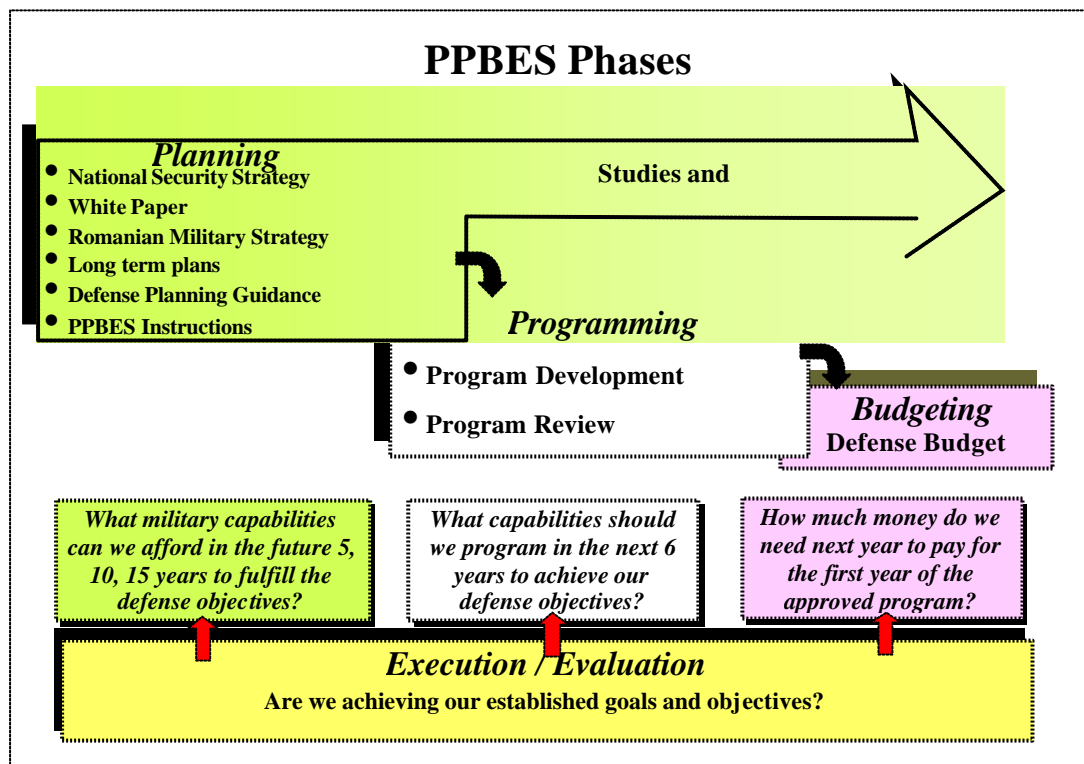 PPBES Phases
Planning
• National Security Strategy
• White Paper
• Romanian Military Strategy
• Long term plans
• Defense Planning Guidance
• PPBES Instructions
Studies and
Programming
• Program Development
• Program Review
Budgeting
Defense Budget
What military capabilities
can we afford in the future 5,
10, 15 years to fulfill the
defense objectives?
What capabilities should
we program in the next 6
years to achieve our
defense objectives?
How much money do we
need next year to pay for
the first year of the
approved program?
Execution / Evaluation
Are we achieving our established goals and objectives?